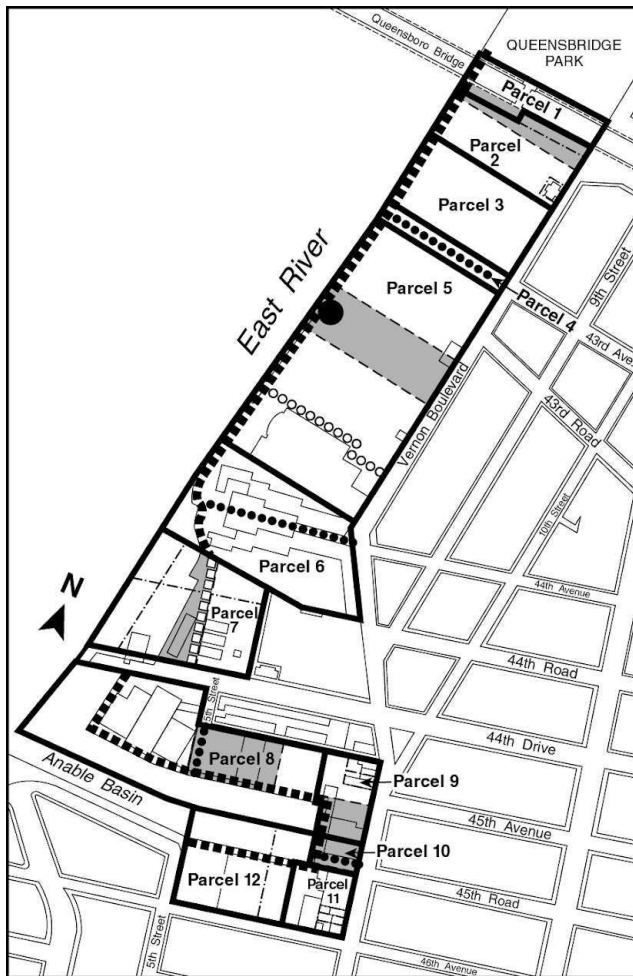 Queensboro Bridge
QUEENSBRIDGE
PARK
Parcel 1
Parcel
2
Parcel 3
9th Street
East River
Parcel 5
Parcel 4
43rd Ave
43rd Road
Vernon Boulevard
10th Street
N
Parcel 6
44th Avenue
Parcel
7
44th Road
5th Street
44th Drive
Parcel 8
Parcel 9
Anable Basin
45th Avenue
Parcel 10
Parcel 12
Parcel
11
45th Road
5th Street
46th Avenue